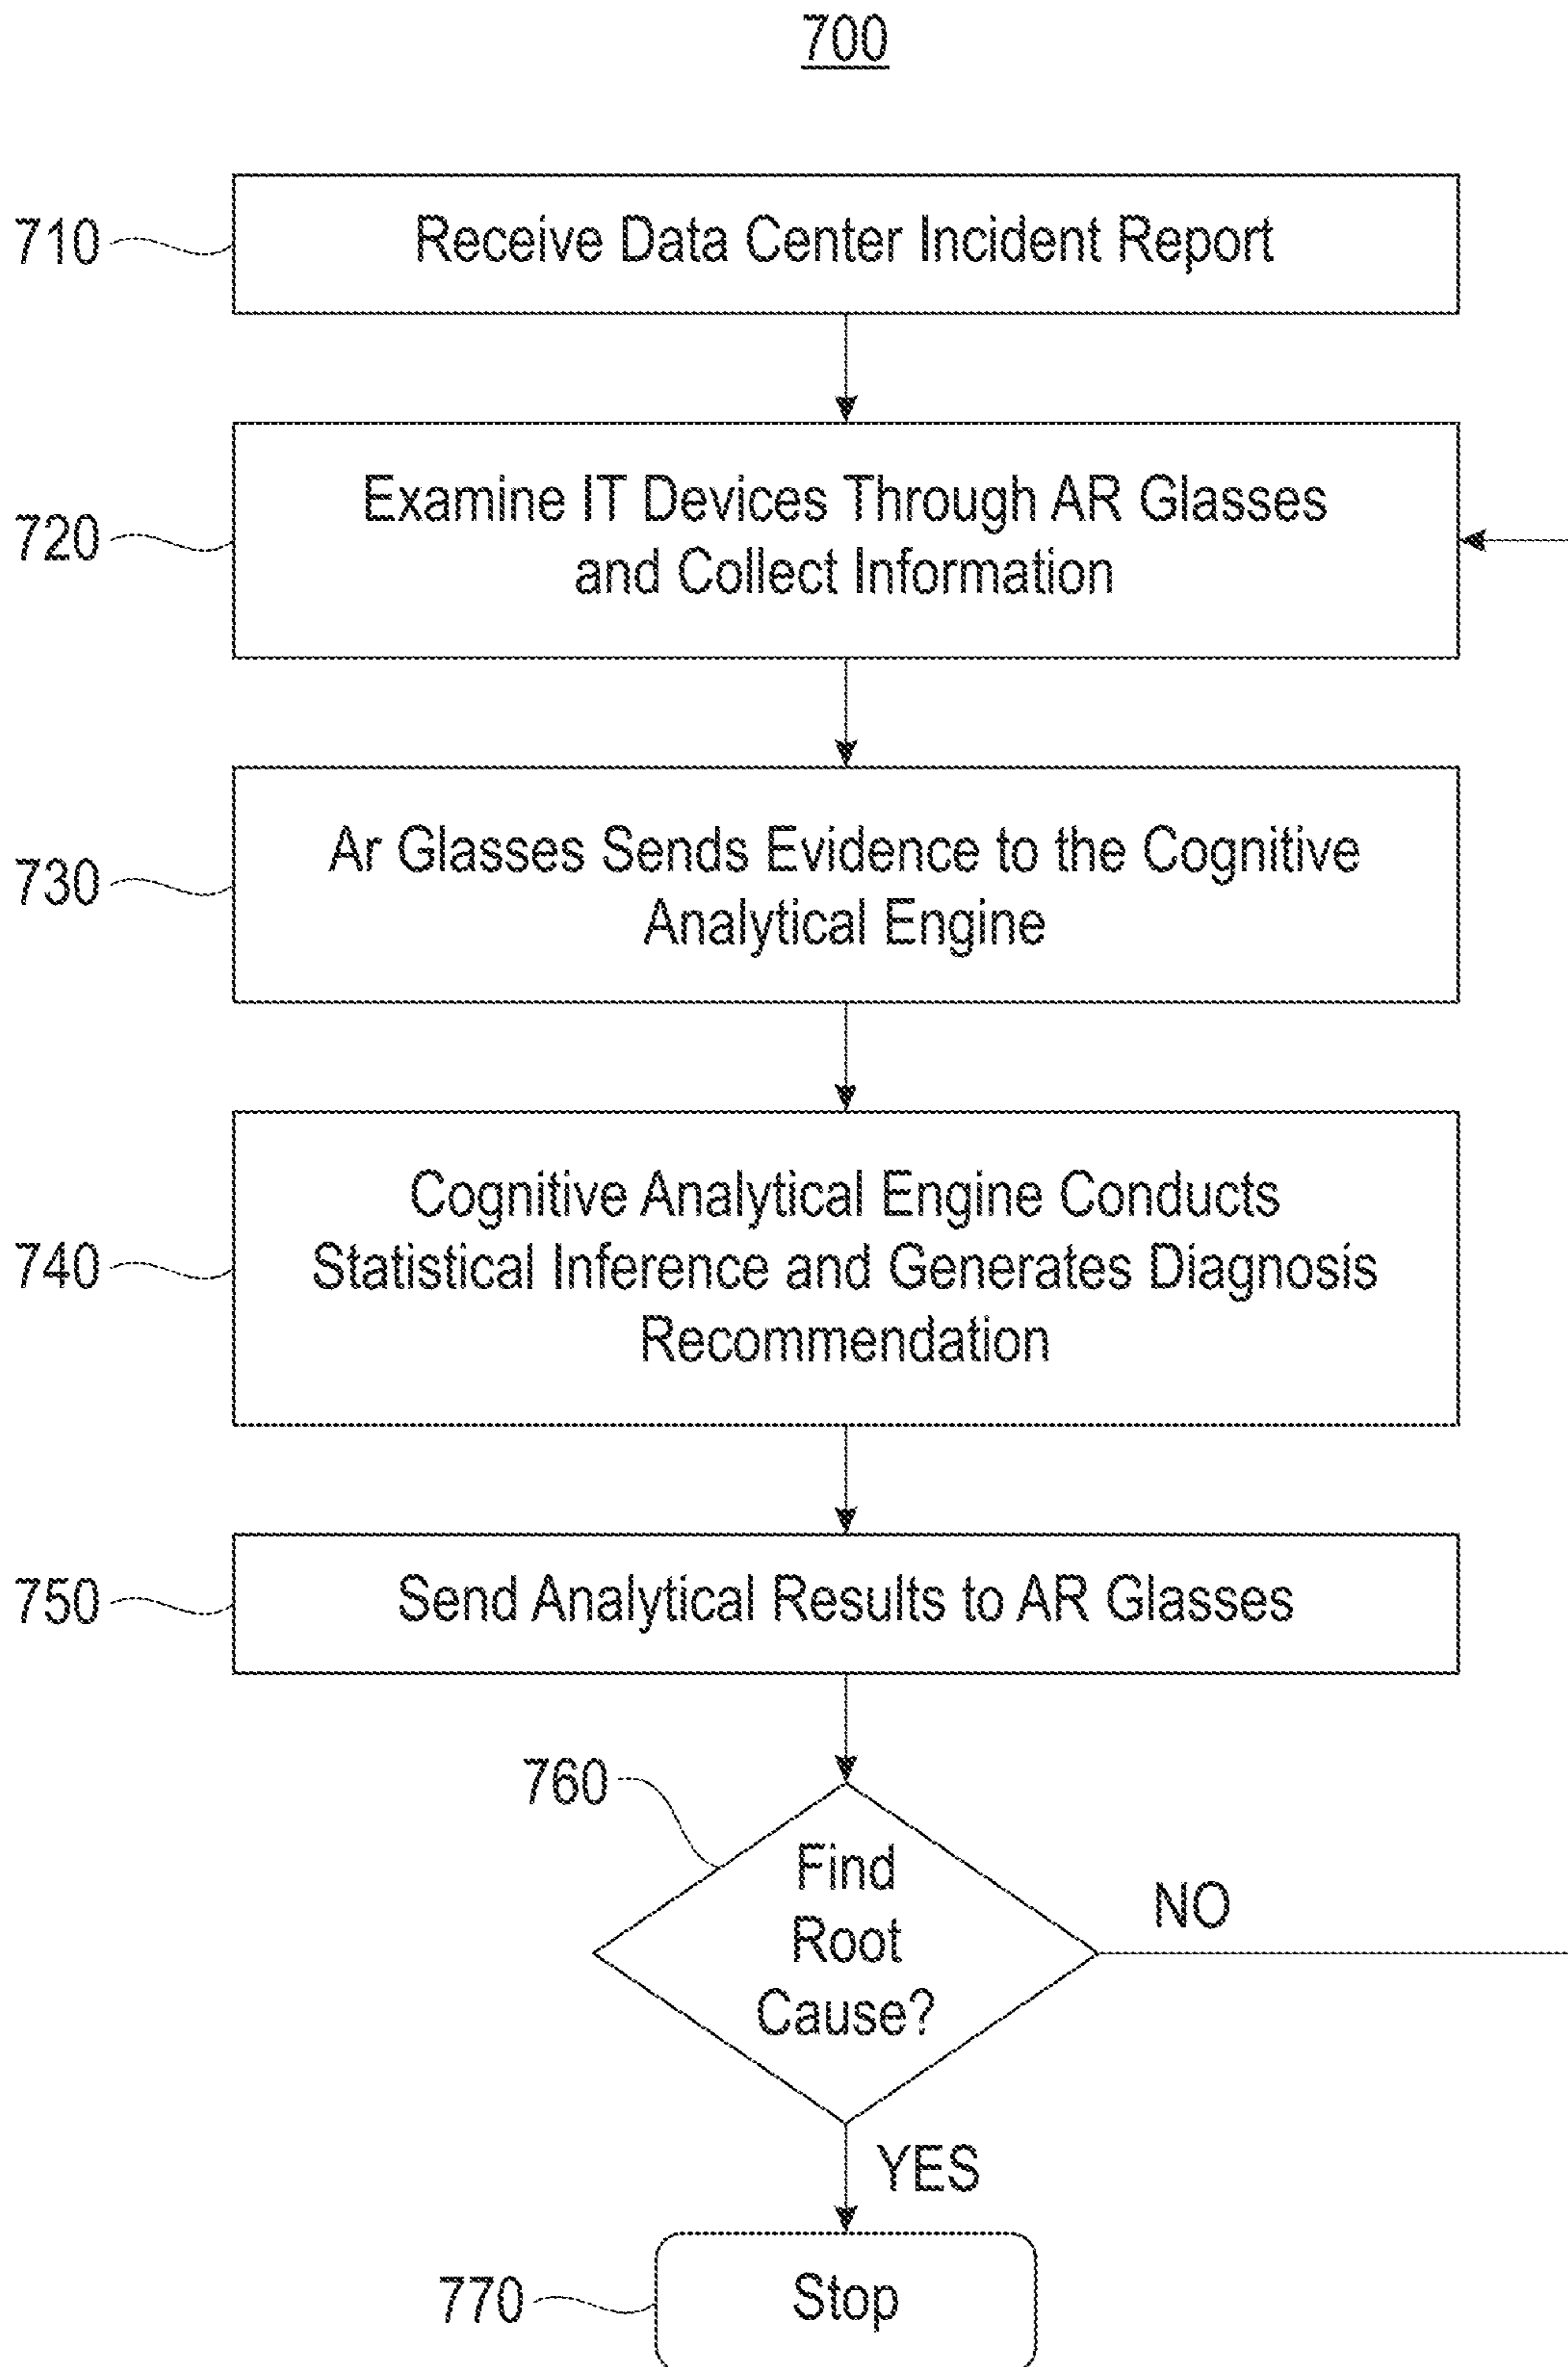 700
710
Receive Data Center Incident Report
720
Examine IT Devices Through AR Glasses
and Collect Information
730
Ar Glasses Sends Evidence to the Cognitive
Analytical Engine
740
Cognitive Analytical Engine Conducts
Statistical Inference and Generates Diagnosis
Recommendation
750
Send Analytical Results to AR Glasses
760
Find
Root
Cause?
NO
YES
770
Stop